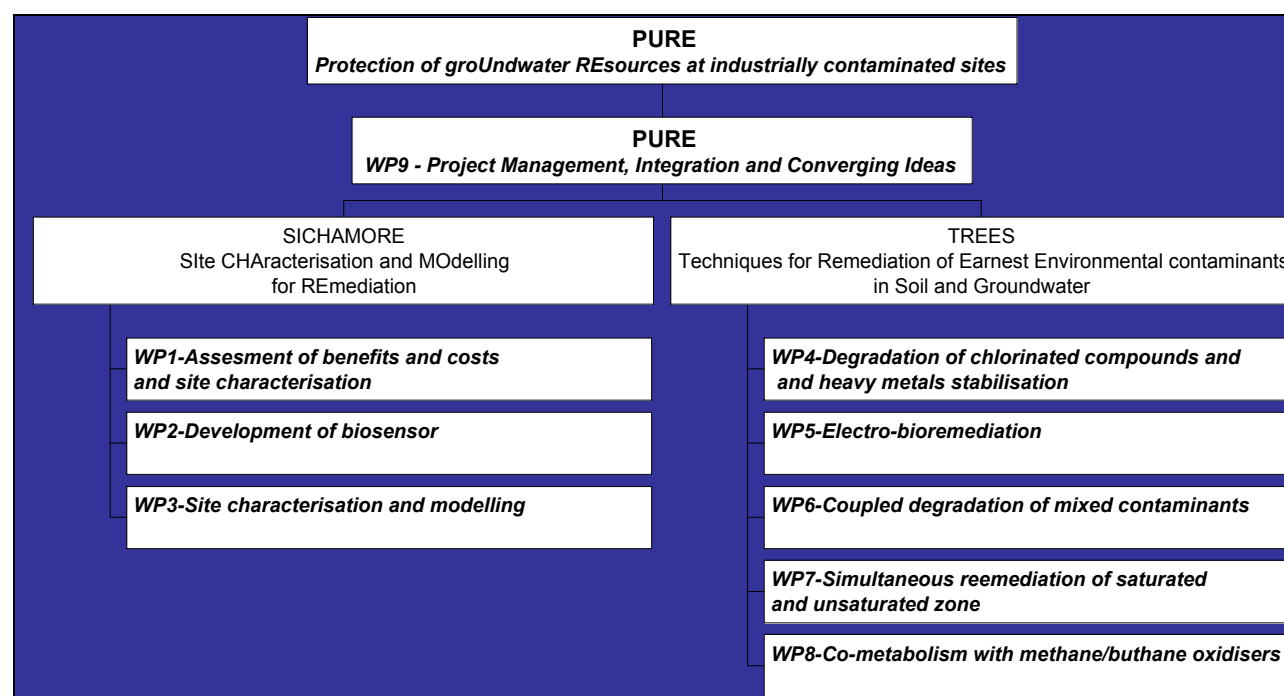 PURE
Protection of groUndwater REsources at industrially contaminated sites
PURE
WP9 - Project Management, Integration and Converging Ideas
SICHAMORE
SIte CHAracterisation and MOdelling
for REmediation
WP1-Assesment of benefits and costs
and site characterisation
WP2-Development of biosensor
WP3-Site characterisation and modelling
TREES
Techniques for Remediation of Earnest Environmental contaminants
in Soil and Groundwater
WP4-Degradation of chlorinated compounds and
and heavy metals stabilisation
WP5-Electro-bioremediation
WP6-Coupled degradation of mixed contaminants
WP7-Simultaneous reemediation of saturated
and unsaturated zone
WP8-Co-metabolism with methane/buthane oxidisers